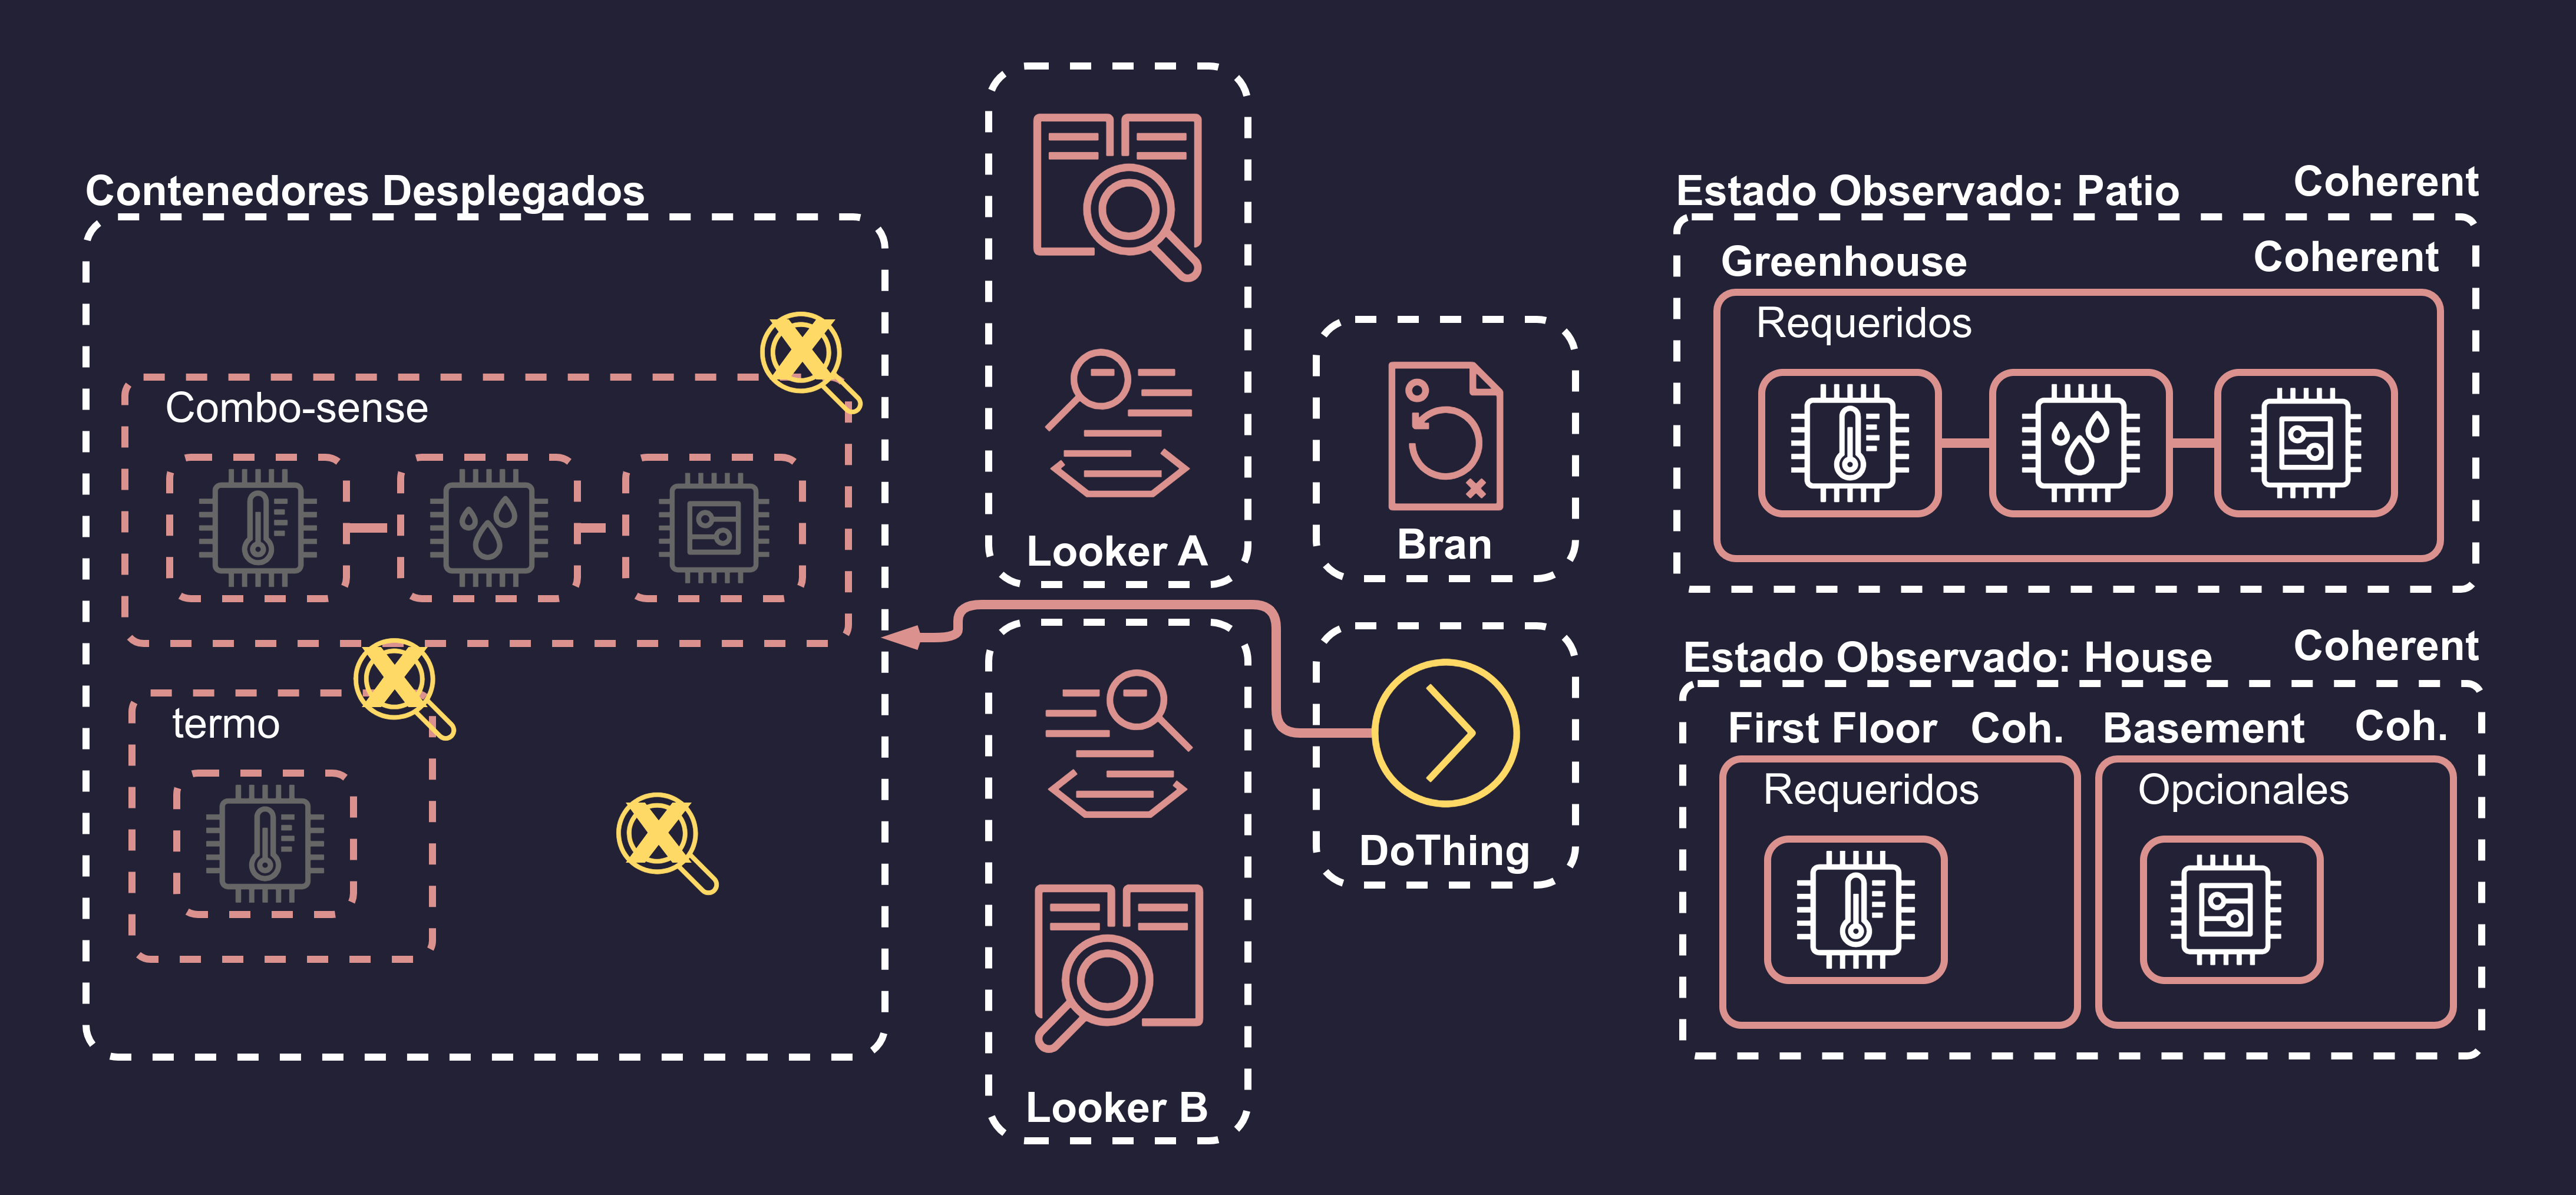 Contenedores Desplegados
Combo-sense
termo
Looker A
Looker B
Bran
DoThing
Estado Observado: Patio
Coherent
Greenhouse
Coherent
Requeridos
Estado Observado: House
Coherent
First Floor
Coh.
Basement
Coh.
Requeridos
Opcionales